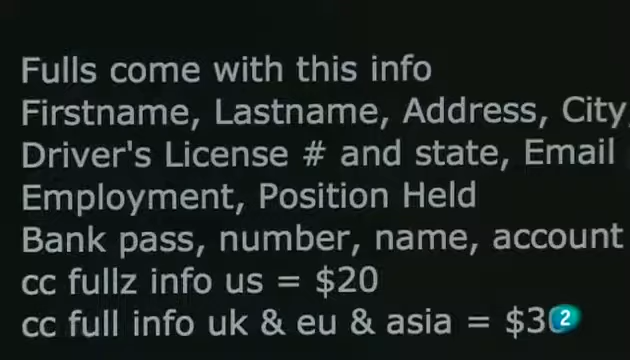 Fulls come with this info
Firstname, Lastname, Address, City,
Driver's License # and state, Email
Employment, Position Held
Bank pass, number, name, account
cc fullz info us = $20
cc full info uk & eu & asia = $3
2